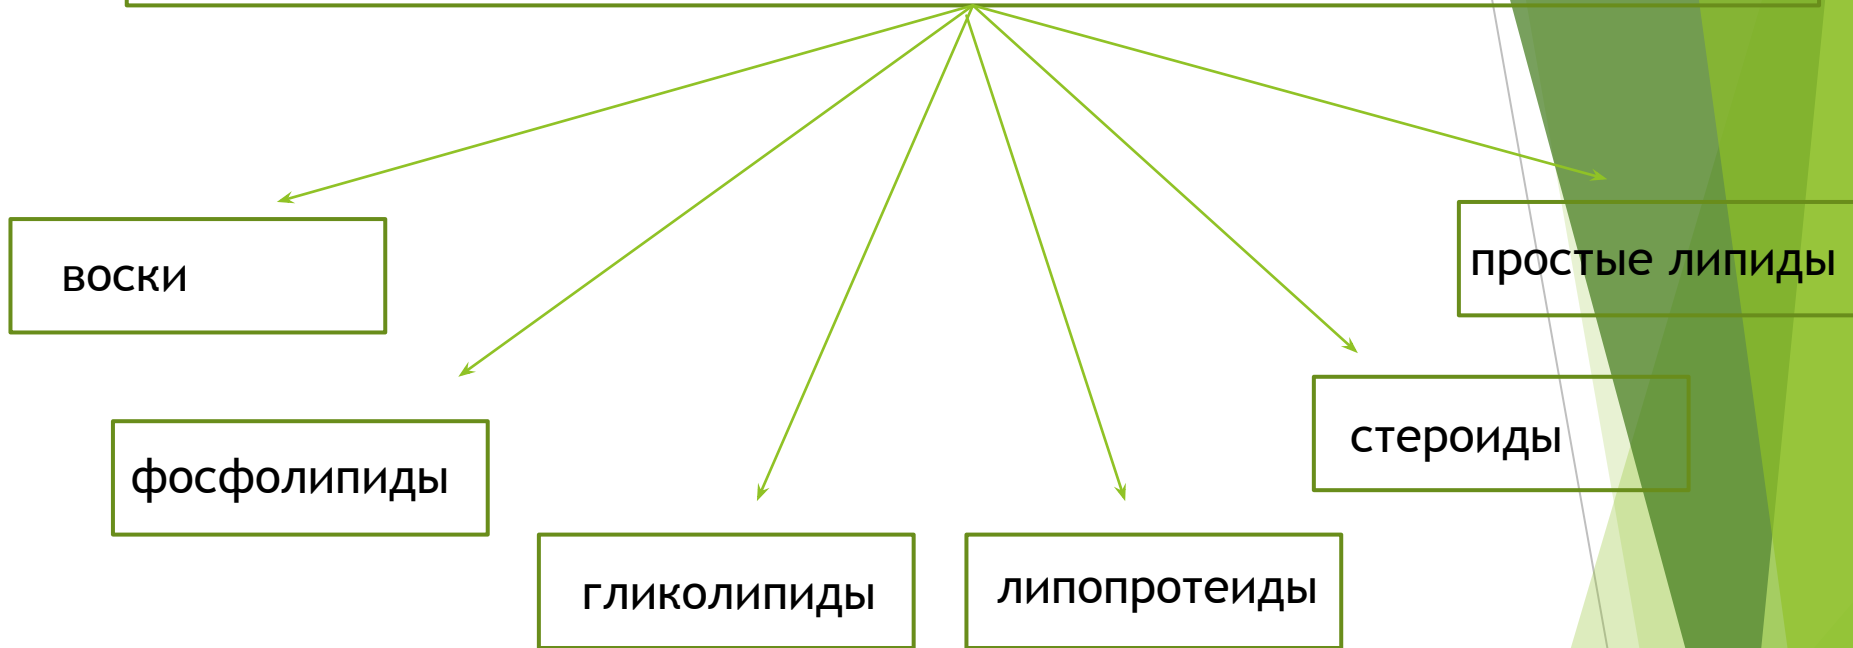 воски
простые липиды
фосфолипиды
стероиды
гликолипиды
липопротеиды